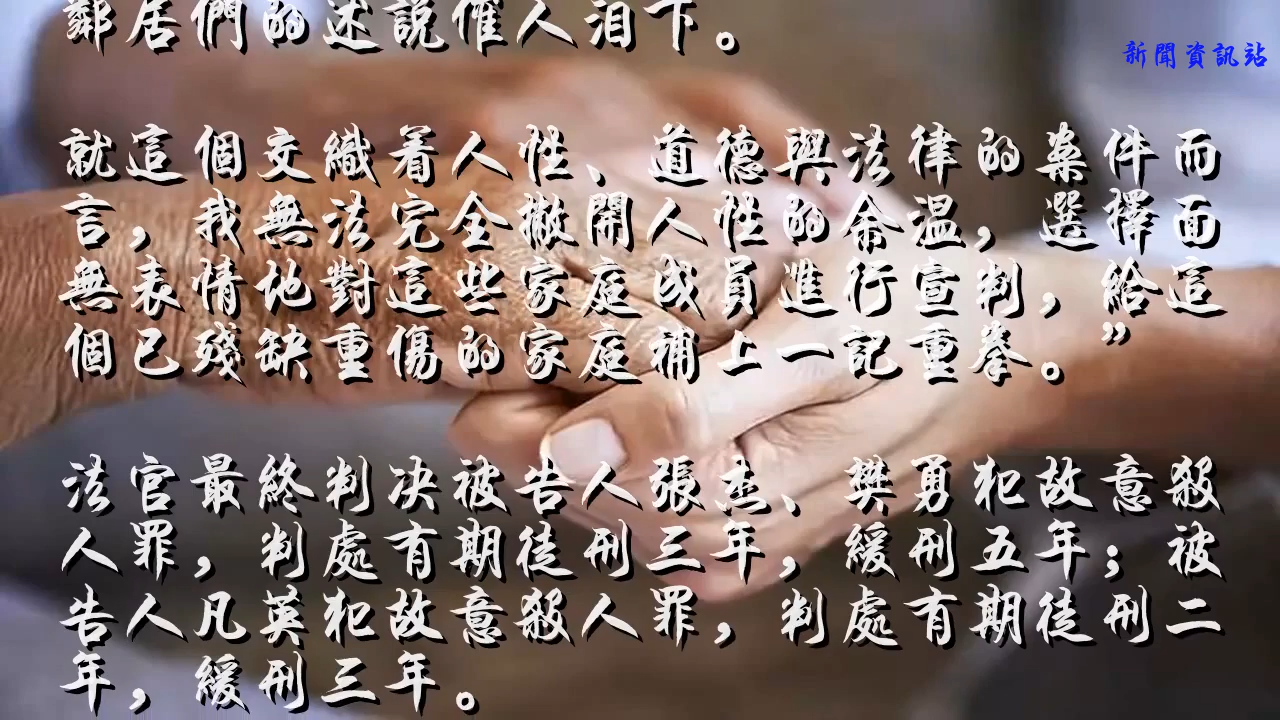 鄰居們的述說催人泪下。
新聞資訊站
就這個交織着人性、道德與法律的案件而
言，我無法完全撇開人性的余溫，選擇面
無表情地對這些家庭成員進行宣判，給這
個已殘缺重傷的家庭補上一記重拳。”
法官最終判决被告人張杰、樊勇犯故意殺
人罪，判處有期徒刑三年，緩刑五年；被
告人凡英犯故意殺人罪，判處有期徒刑二
年，緩刑三年。